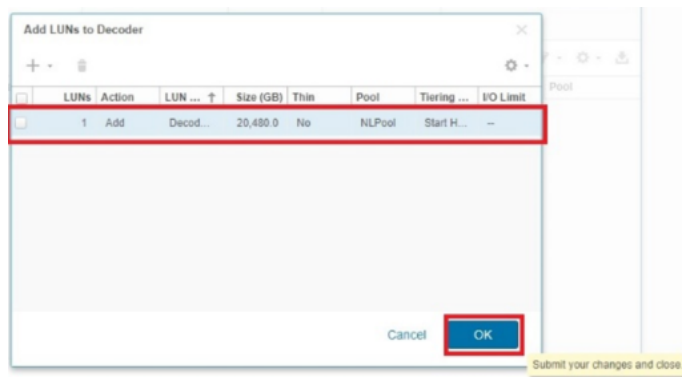 Add LUNs to Decoder
LUNs Action LUN ... ↑ Size (GB) Thin Pool Tiering ... I/O Limit
1 Add Decod... 20,480.0 No NLPool Start H... --
Pool
Cancel OK
Submit your changes and close